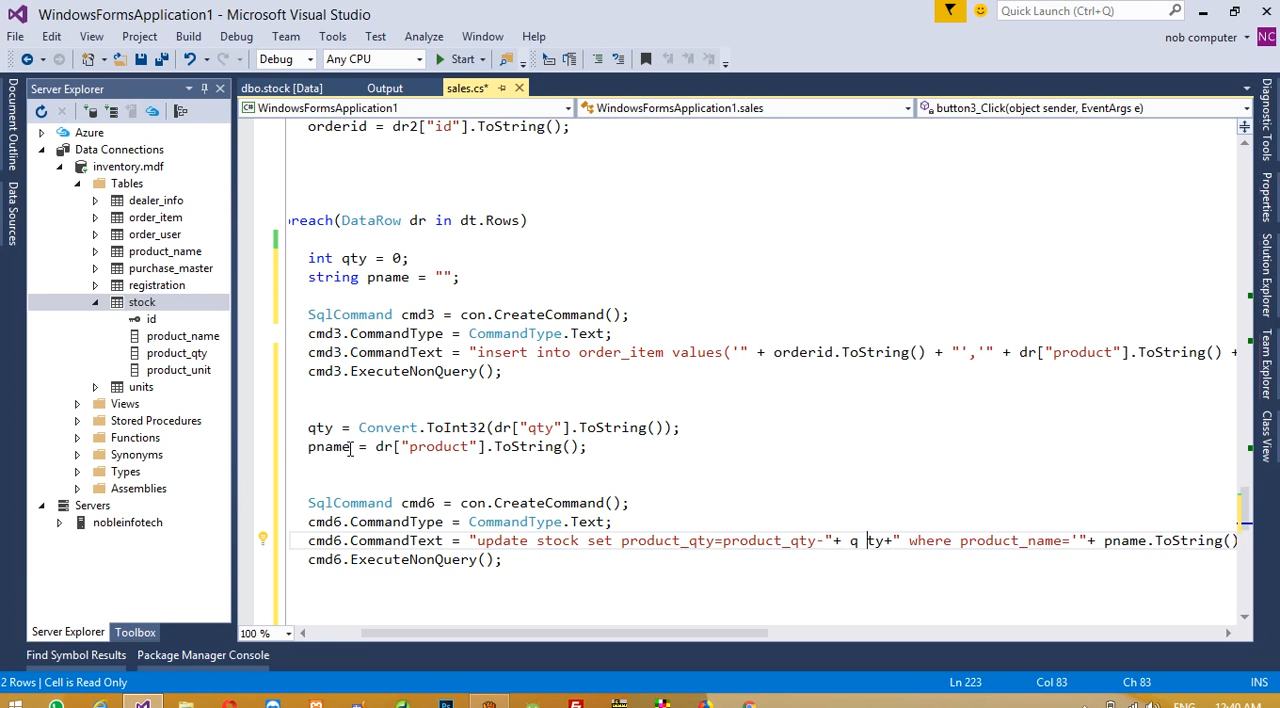 WindowsFormsApplication1 - Microsoft Visual Studio
Quick Launch (Ctrl+Q)
File Edit View Project Build Debug Team Tools Test Analyze Window Help
nob computer NC
Debug Any CPU Start
Server Explorer
dbo.stock [Data] Output sales.cs*
WindowsFormsApplication1 WindowsFormsApplication1.sales button3_Click(object sender, EventArgs e)
Document Outline
Data Sources
Azure
Data Connections
inventory.mdf
Tables
dealer_info
order_item
order_user
product_name
purchase_master
registration
stock
id
product_name
product_qty
product_unit
units
Views
Stored Procedures
Functions
Synonyms
Types
Assemblies
Servers
nobleinfotech
orderid = dr2["id"].ToString();
reach(DataRow dr in dt.Rows)
int qty = 0;
string pname = "";
SqlCommand cmd3 = con.CreateCommand();
cmd3.CommandType = CommandType.Text;
cmd3.CommandText = "insert into order_item values('" + orderid.ToString() + "','" + dr["product"].ToString() +
cmd3.ExecuteNonQuery();
qty = Convert.ToInt32(dr["qty"].ToString());
pname = dr["product"].ToString();
SqlCommand cmd6 = con.CreateCommand();
cmd6.CommandType = CommandType.Text;
cmd6.CommandText = "update stock set product_qty=product_qty-"+ q ty+" where product_name='"+ pname.ToString()
cmd6.ExecuteNonQuery();
Diagnostic Tools
Properties
Solution Explorer
Team Explorer
Class View
100 %
Server Explorer Toolbox
Find Symbol Results Package Manager Console
2 Rows | Cell is Read Only Ln 223 Col 83 Ch 83 INS
ENG 12:40 AM